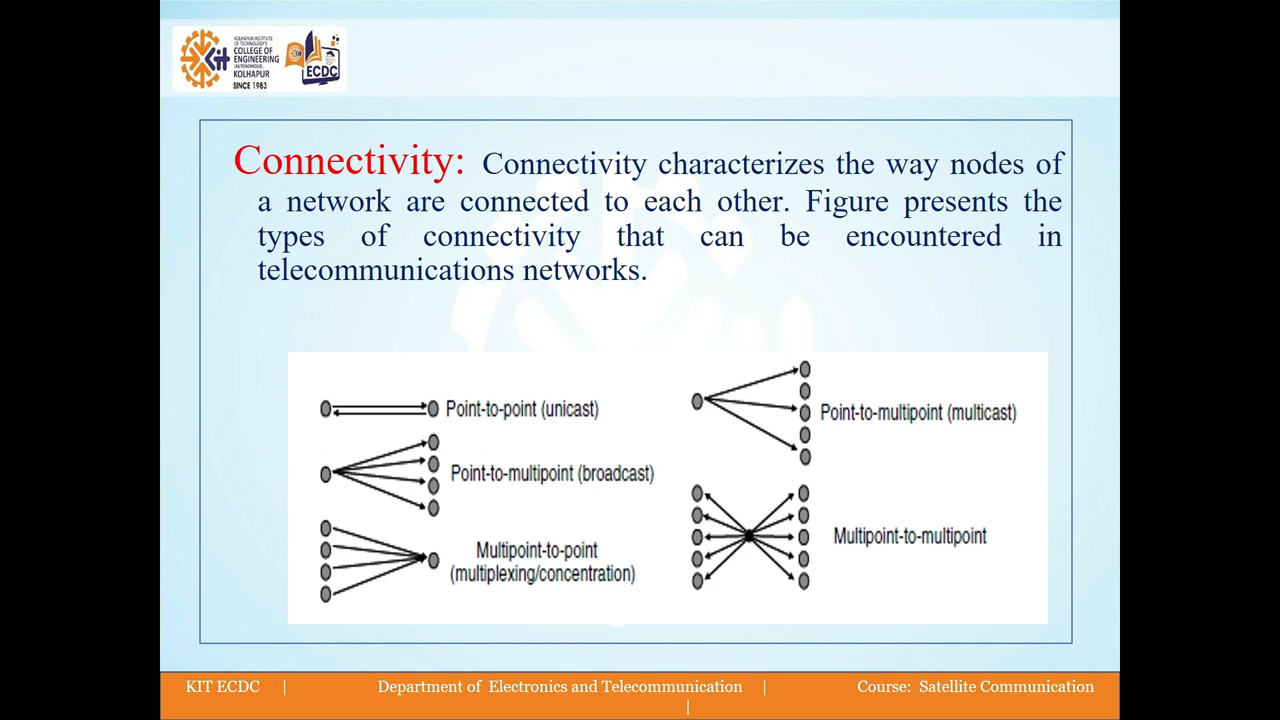 KOLHAPUR INSTITUTE
OF TECHNOLOGY'S
COLLEGE OF
ENGINEERING
(AUTONOMOUS)
KOLHAPUR
SINCE 1983
Kit
ECDC
Connectivity: Connectivity characterizes the way nodes of
a network are connected to each other. Figure presents the
types of connectivity that can be encountered in
telecommunications networks.
Point-to-point (unicast)
Point-to-multipoint (broadcast)
Multipoint-to-point
(multiplexing/concentration)
Point-to-multipoint (multicast)
Multipoint-to-multipoint
KIT ECDC | Department of Electronics and Telecommunication | Course: Satellite Communication
|